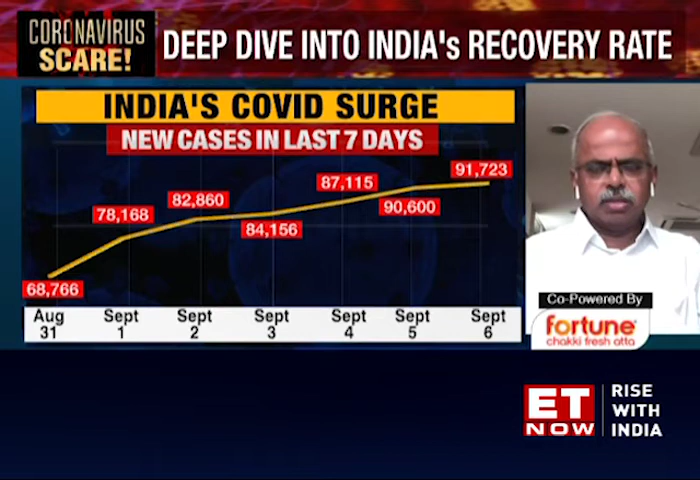 CORONAVIRUS
SCARE!
DEEP DIVE INTO INDIA's RECOVERY RATE
INDIA'S COVID SURGE
NEW CASES IN LAST 7 DAYS
68,766
78,168
82,860
84,156
87,115
90,600
91,723
Aug 31
Sept 1
Sept 2
Sept 3
Sept 4
Sept 5
Sept 6
Co-Powered By
fortune
chakki fresh atta
ET
NOW
RISE
WITH
INDIA